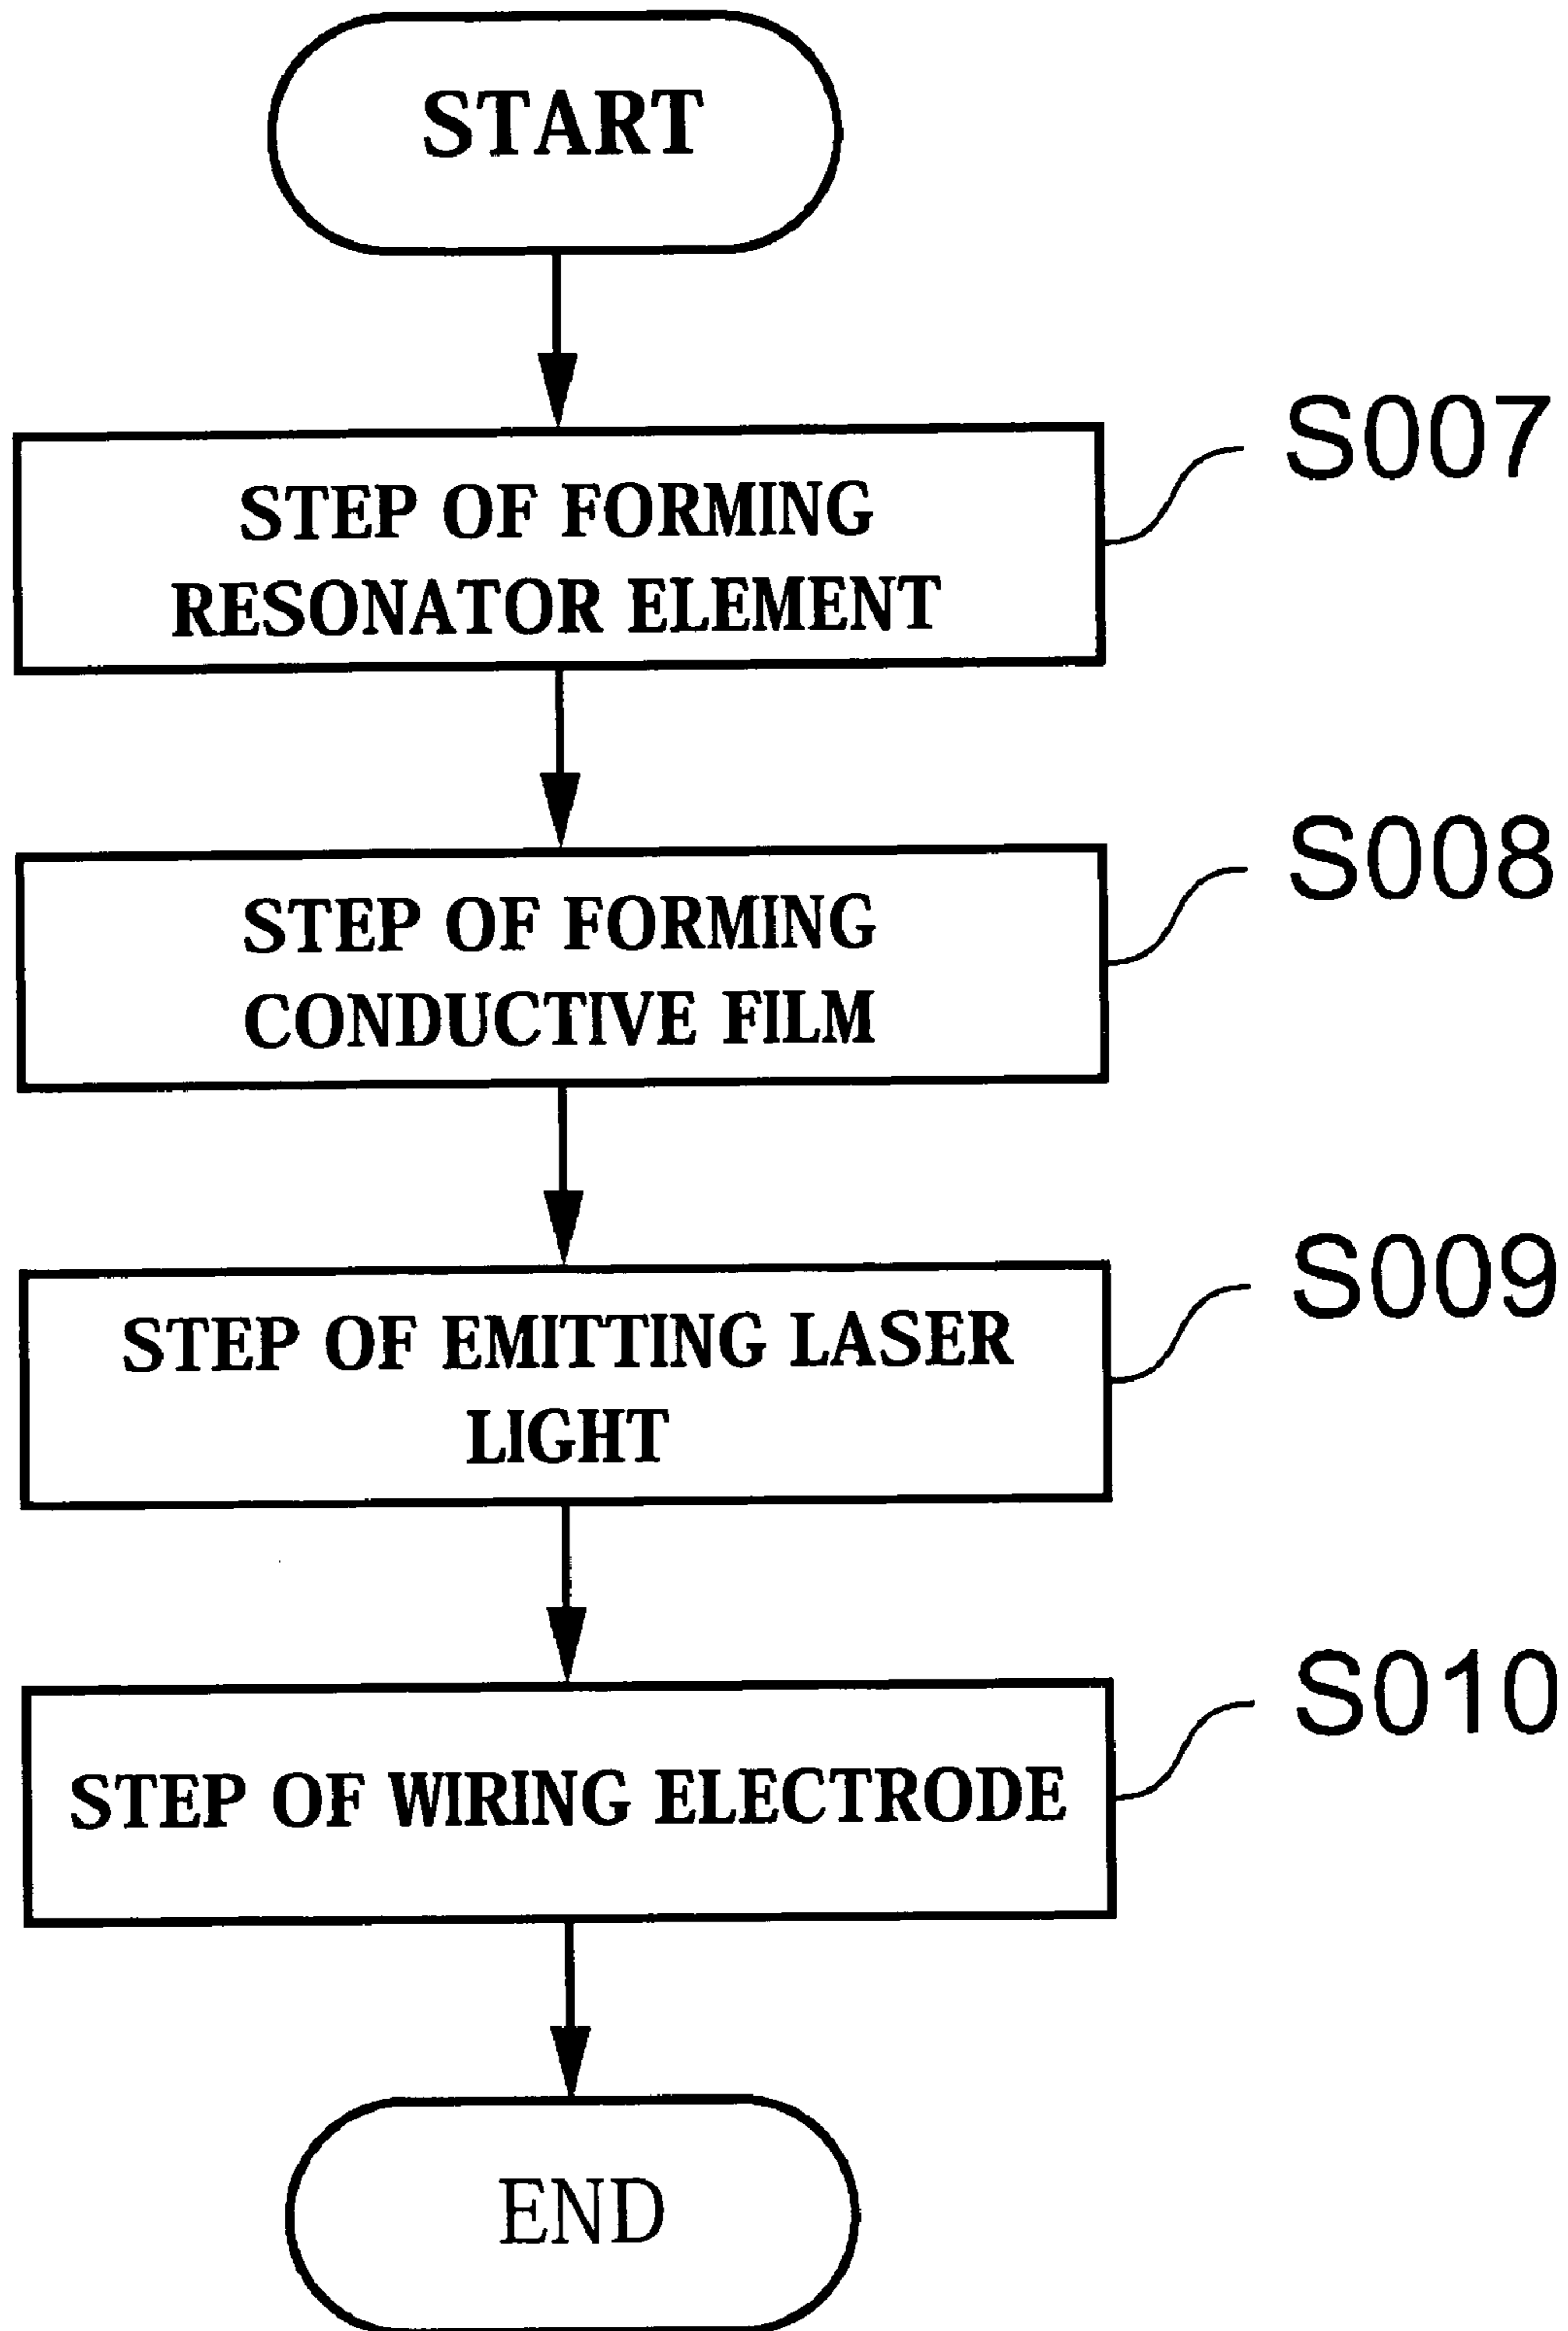 START
S007
STEP OF FORMING
RESONATOR ELEMENT
S008
STEP OF FORMING
CONDUCTIVE FILM
S009
STEP OF EMITTING LASER
LIGHT
S010
STEP OF WIRING ELECTRODE
END